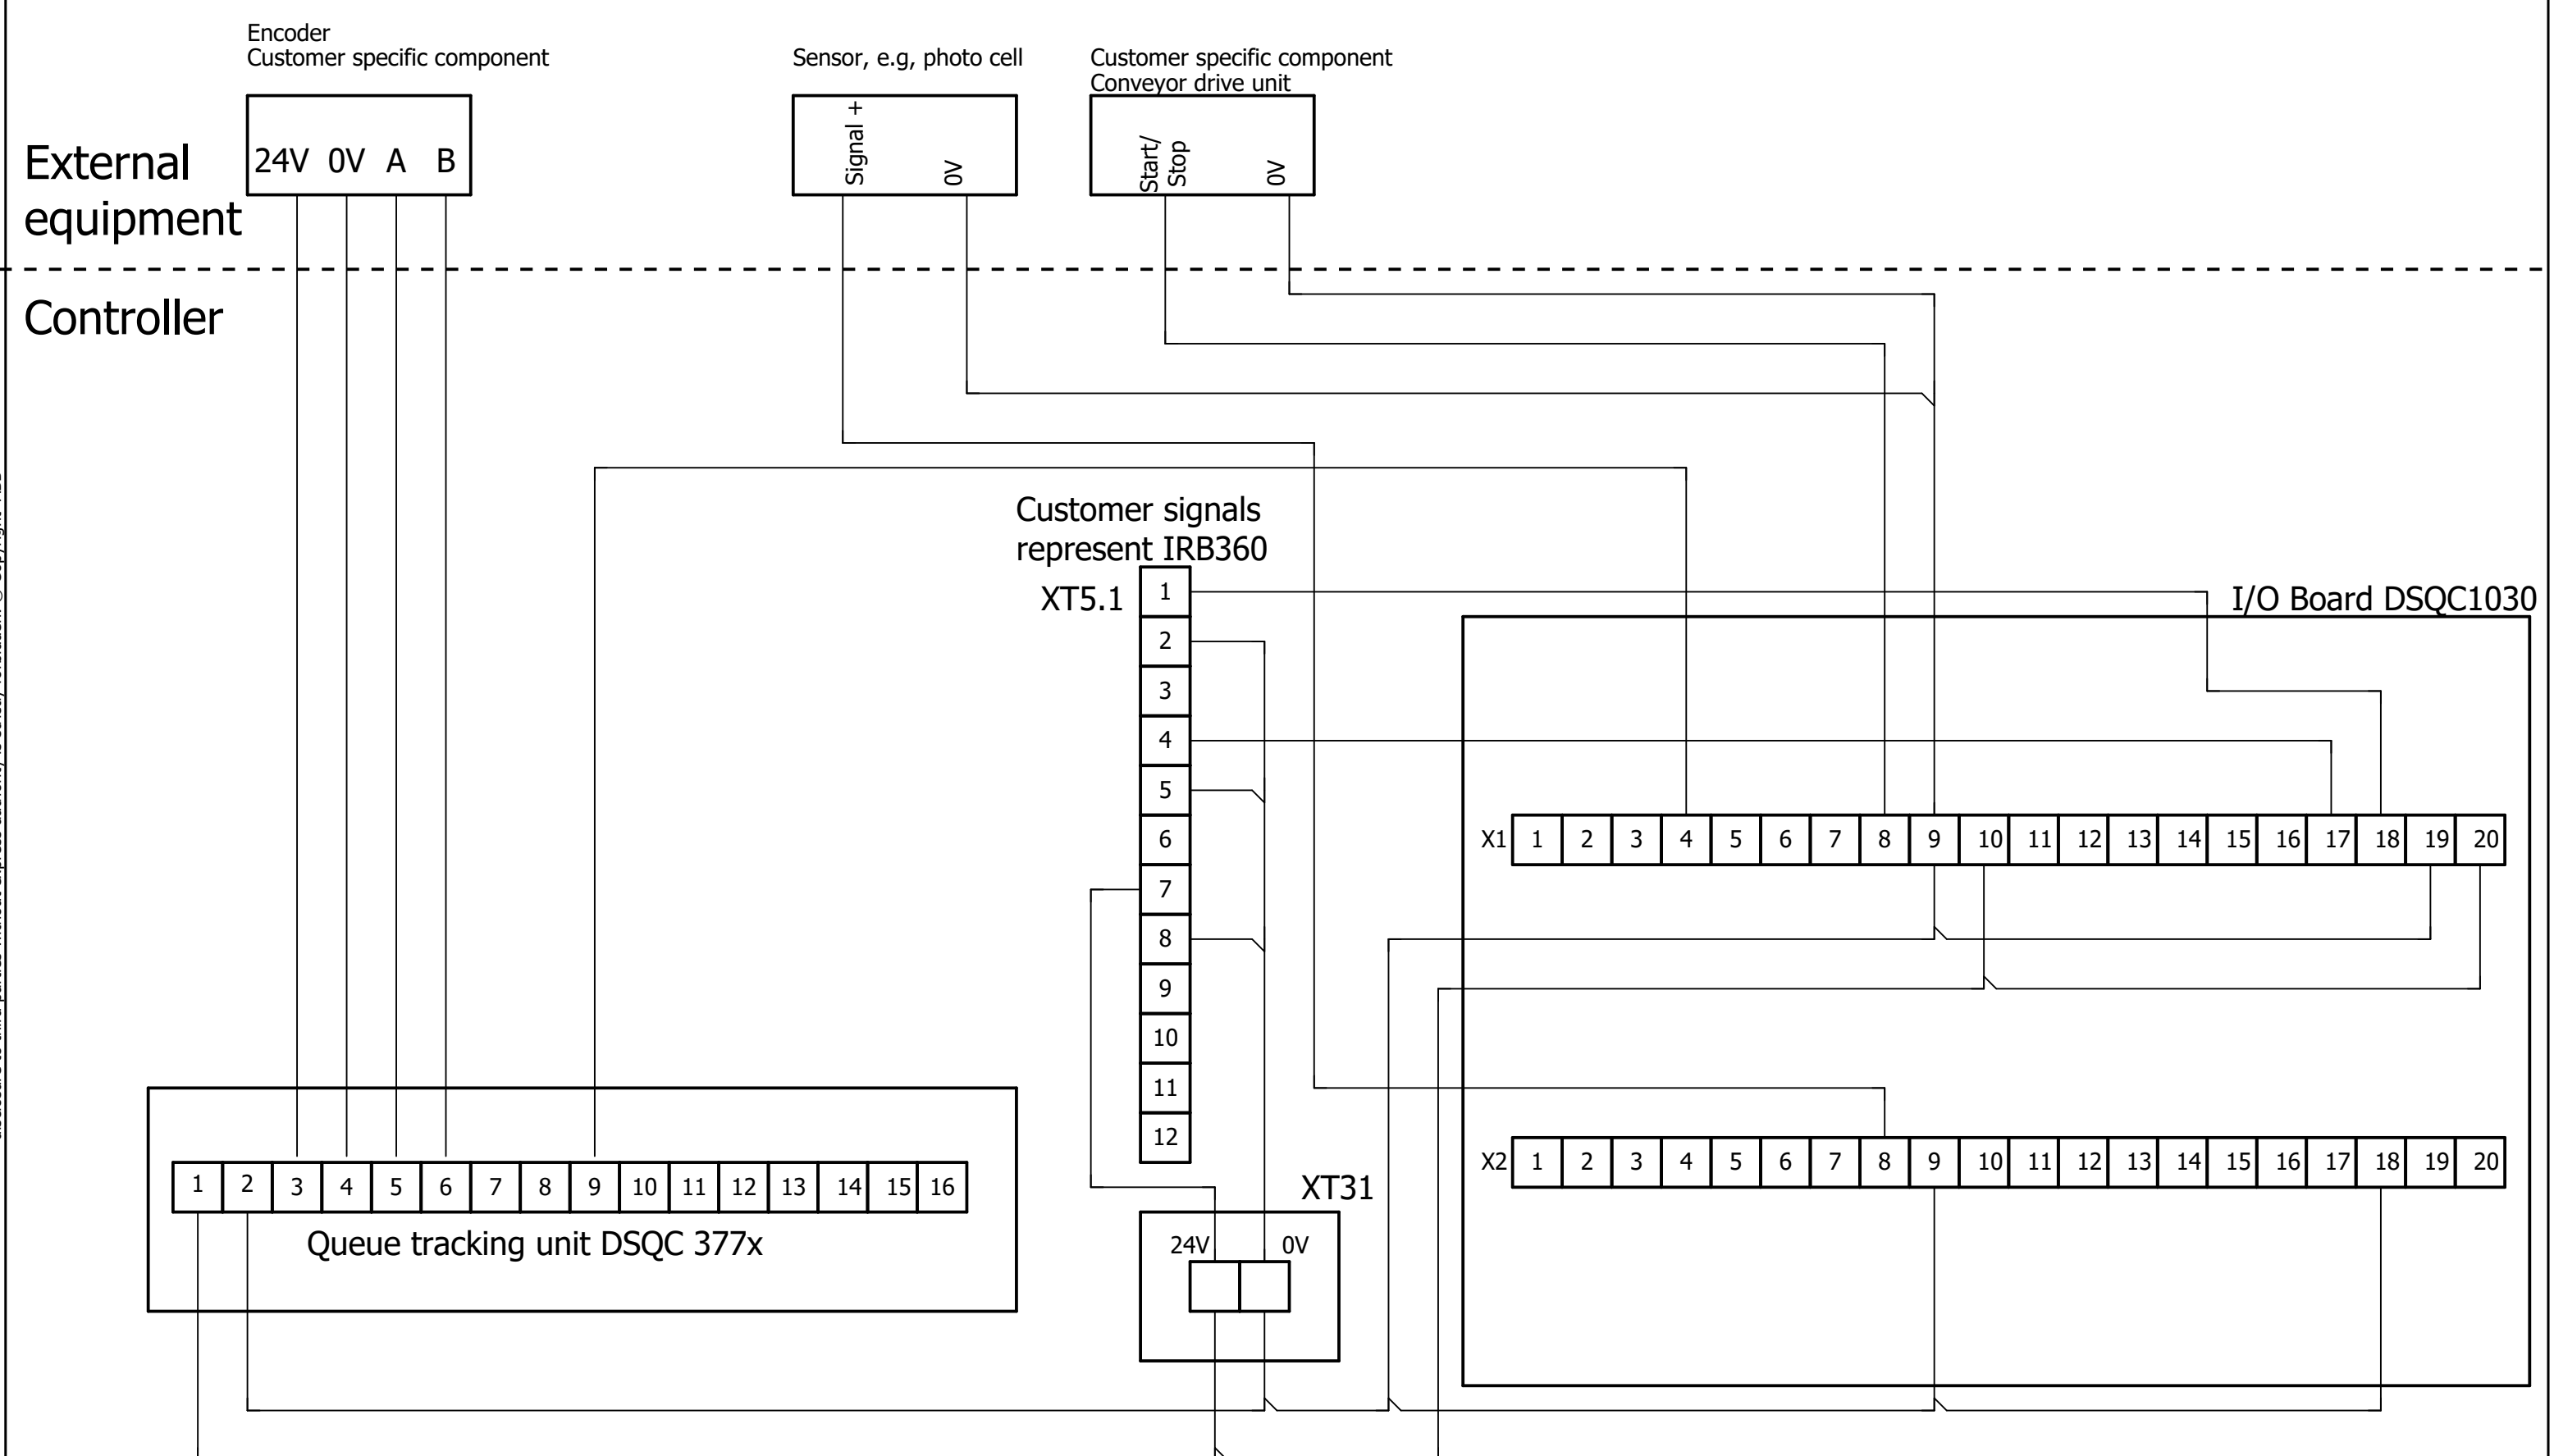 Encoder
Customer specific component
24V 0V A B
Sensor, e.g, photo cell
Signal +
0V
Customer specific component
Conveyor drive unit
Start/
Stop
0V
External
equipment
Controller
Customer signals
represent IRB360
XT5.1
1
2
3
4
5
6
7
8
9
10
11
12
I/O Board DSQC1030
X1 1 2 3 4 5 6 7 8 9 10 11 12 13 14 15 16 17 18 19 20
X2 1 2 3 4 5 6 7 8 9 10 11 12 13 14 15 16 17 18 19 20
1 2 3 4 5 6 7 8 9 10 11 12 13 14 15 16
Queue tracking unit DSQC 377x
XT31
24V 0V